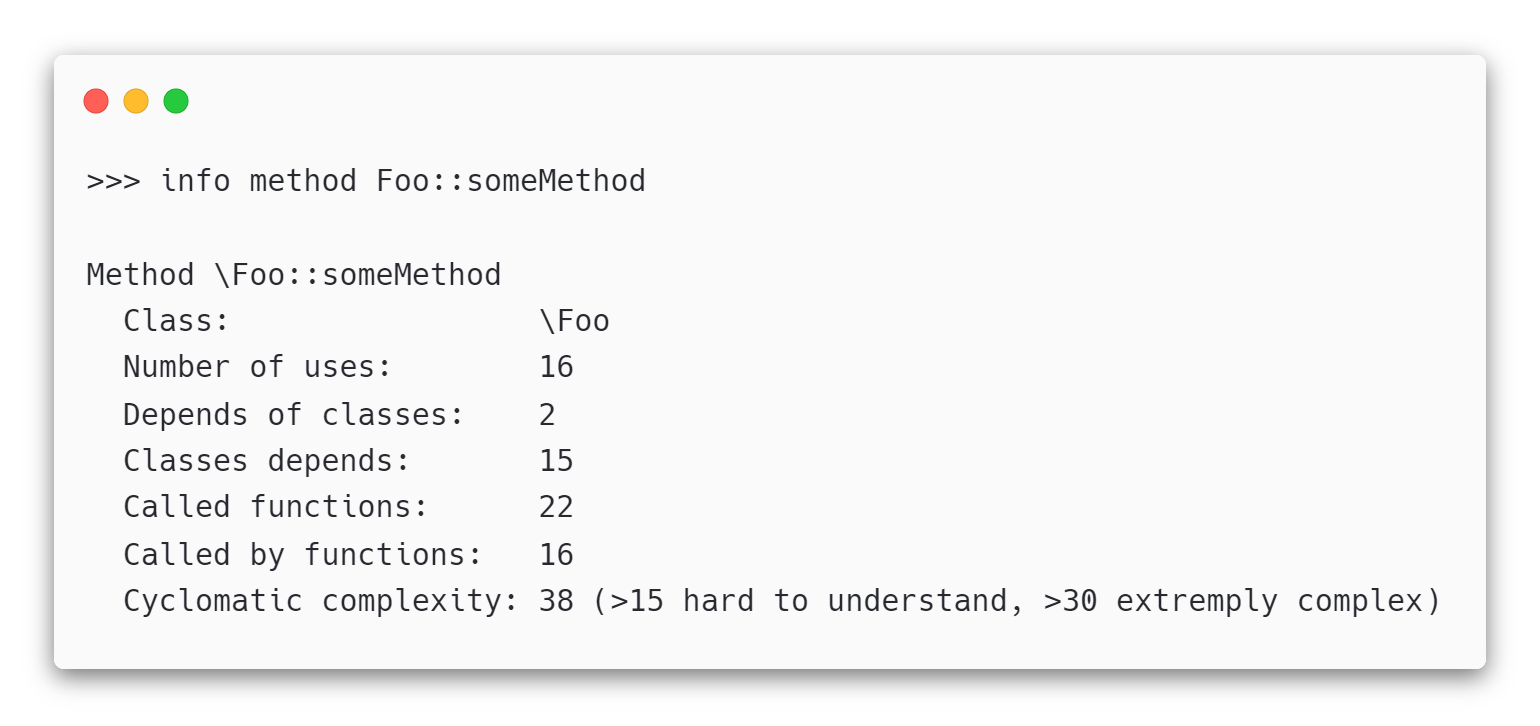 >>> info method Foo::someMethod
Method \Foo::someMethod
Class: \Foo
Number of uses: 16
Depends of classes: 2
Classes depends: 15
Called functions: 22
Called by functions: 16
Cyclomatic complexity: 38 (>15 hard to understand, >30 extremply complex)